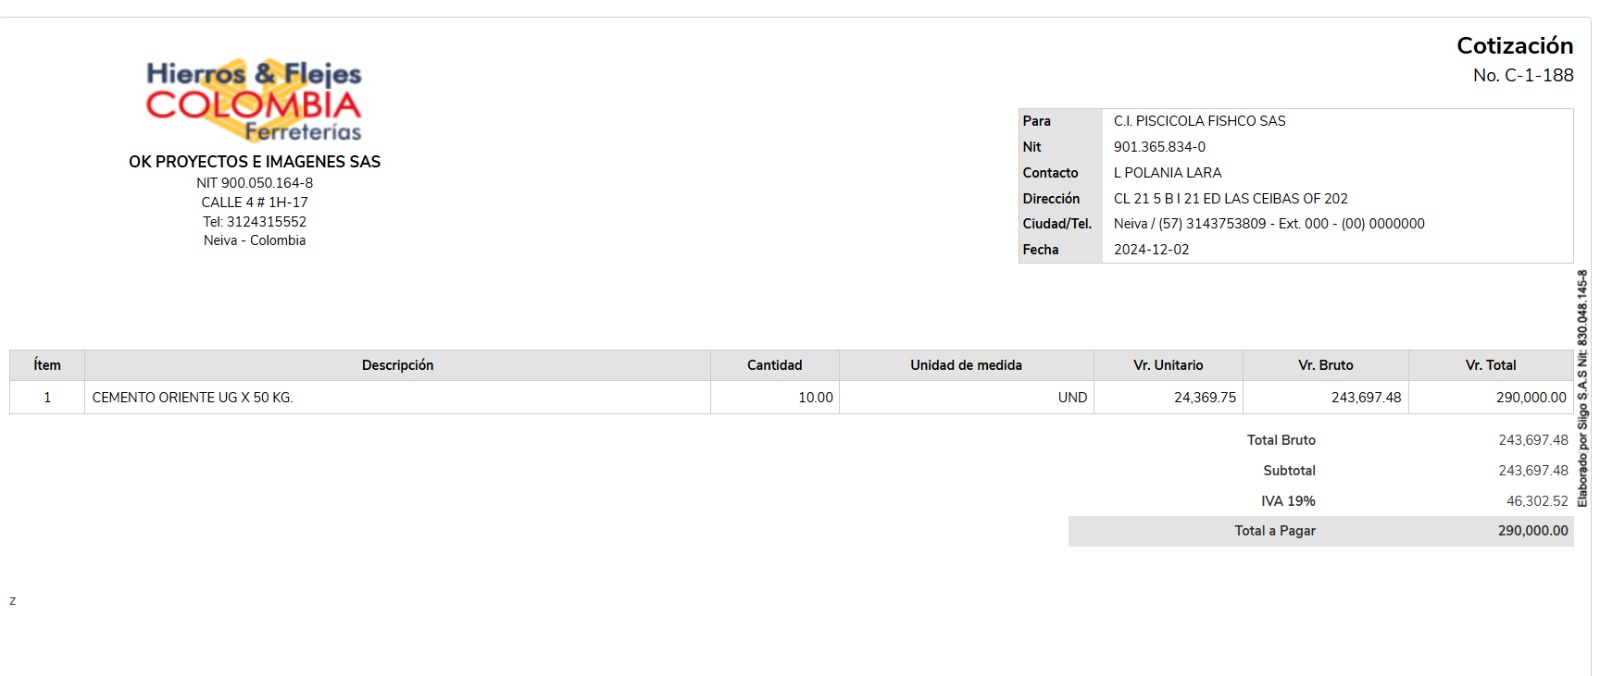 Cotización
No. C-1-188
Hierros & Flejes
COLOMBIA
Ferreterías
OK PROYECTOS E IMAGENES SAS
NIT 900.050.164-8
CALLE 4 # 1H-17
Tel: 3124315552
Neiva - Colombia
Para C.I. PISCICOLA FISHCO SAS
Nit 901.365.834-0
Contacto L POLANIA LARA
Dirección CL 21 5 B I 21 ED LAS CEIBAS OF 202
Ciudad/Tel. Neiva / (57) 3143753809 - Ext. 000 - (00) 0000000
Fecha 2024-12-02
Ítem Descripción Cantidad Unidad de medida Vr. Unitario Vr. Bruto Vr. Total
1 CEMENTO ORIENTE UG X 50 KG. 10.00 UND 24,369.75 243,697.48 290,000.00
Total Bruto 243,697.48
Subtotal 243,697.48
IVA 19% 46,302.52
Total a Pagar 290,000.00
z
Elaborado por Siigo S.A.S Nit: 830.048.145-8